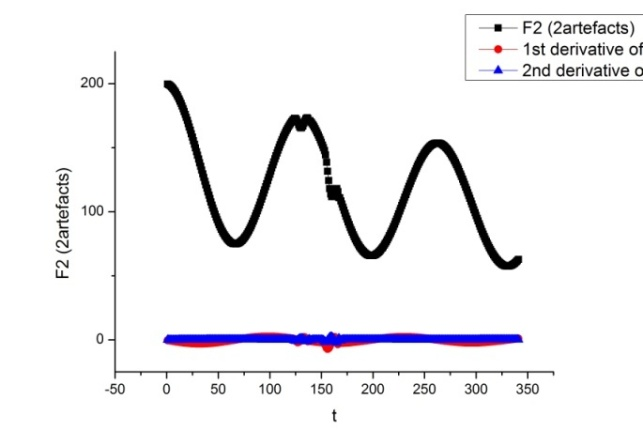 F2 (2artefacts)
1st derivative of
2nd derivative o
200
100
0
F2 (2artefacts)
-50 0 50 100 150 200 250 300 350
t